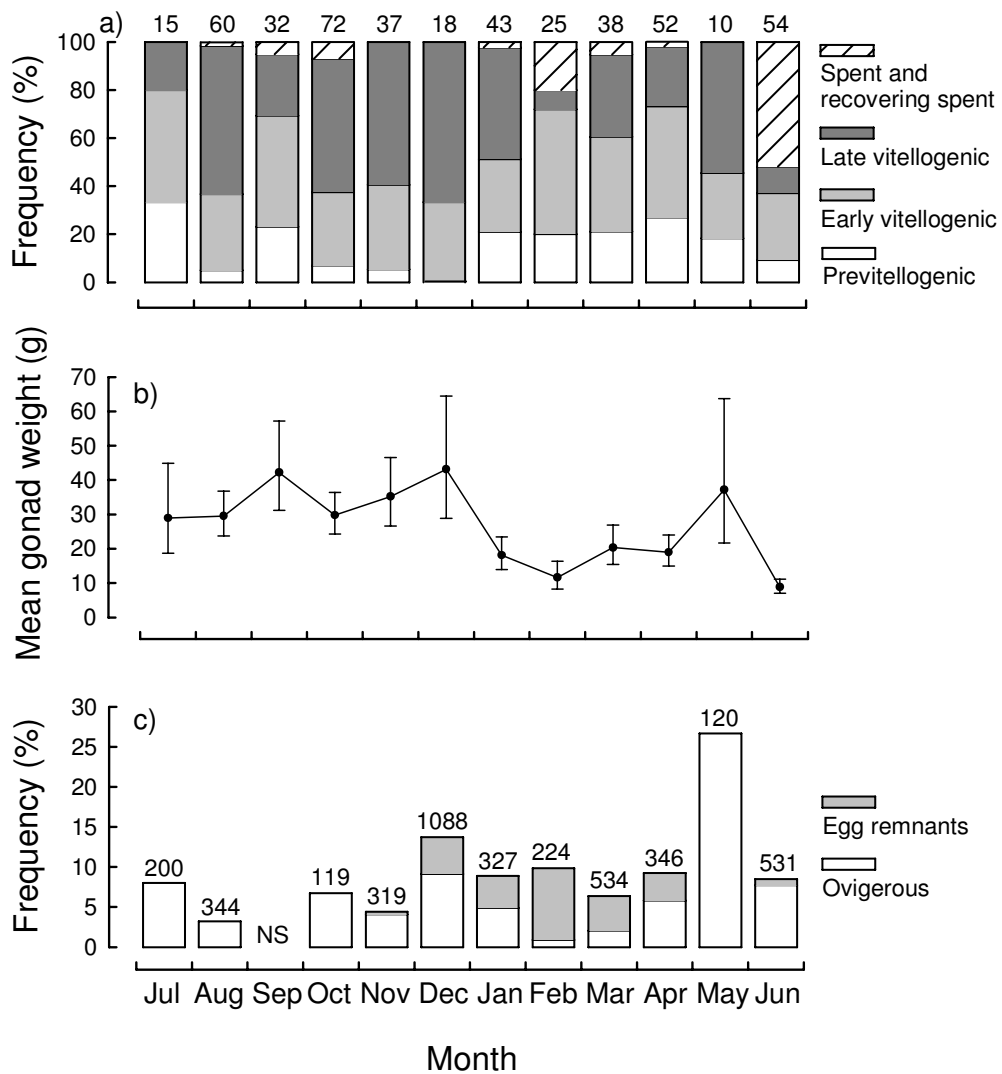 a)
15 60 32 72 37 18 43 25 38 52 10 54
100
80
60
40
20
0
Frequency (%)
Spent and
recovering spent
Late vitellogenic
Early vitellogenic
Previtellogenic
b)
70
60
50
40
30
20
10
0
Mean gonad weight (g)
c)
30
25
20
15
10
5
0
Frequency (%)
200 344 NS 119 319 1088 327 224 534 346 120 531
Egg remnants
Ovigerous
Jul Aug Sep Oct Nov Dec Jan Feb Mar Apr May Jun
Month